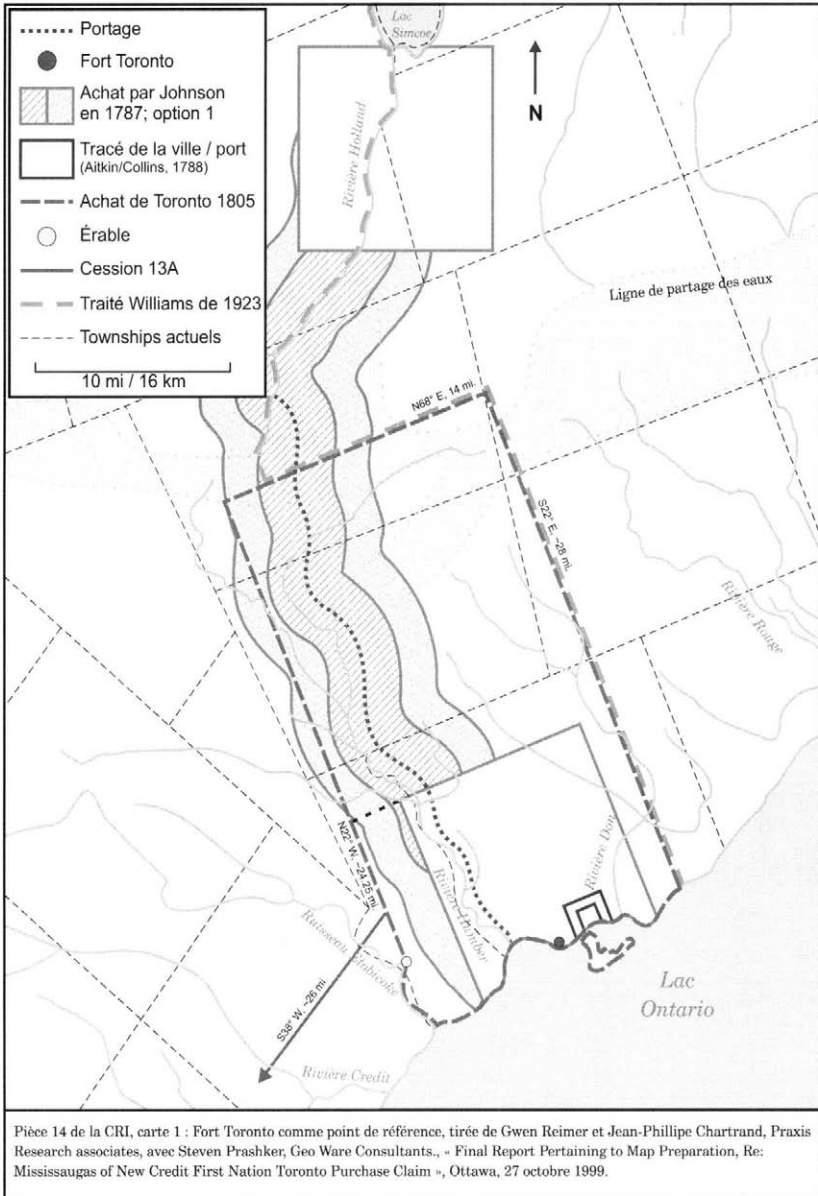 Portage
Fort Toronto
Achat par Johnson
en 1787; option 1
Tracé de la ville / port
(Aitkin/Collins, 1788)
Achat de Toronto 1805
Érable
Cession 13A
Traité Williams de 1923
Townships actuels
10 mi / 16 km
Lac
Simcoe
N
Rivière Holland
Ligne de partage des eaux
N68° E, 14 mi.
S22° E, ~28 mi.
Rivière Rouge
N22° W, ~24.25 mi.
Rivière Don
Rivière Humber
Ruisseau Etobicoke
S38° W, ~26 mi
Lac
Ontario
Rivière Credit
Pièce 14 de la CRI, carte 1 : Fort Toronto comme point de référence, tirée de Gwen Reimer et Jean-Phillipe Chartrand, Praxis
Research associates, avec Steven Prashker, Geo Ware Consultants., « Final Report Pertaining to Map Preparation, Re:
Mississaugas of New Credit First Nation Toronto Purchase Claim », Ottawa, 27 octobre 1999.